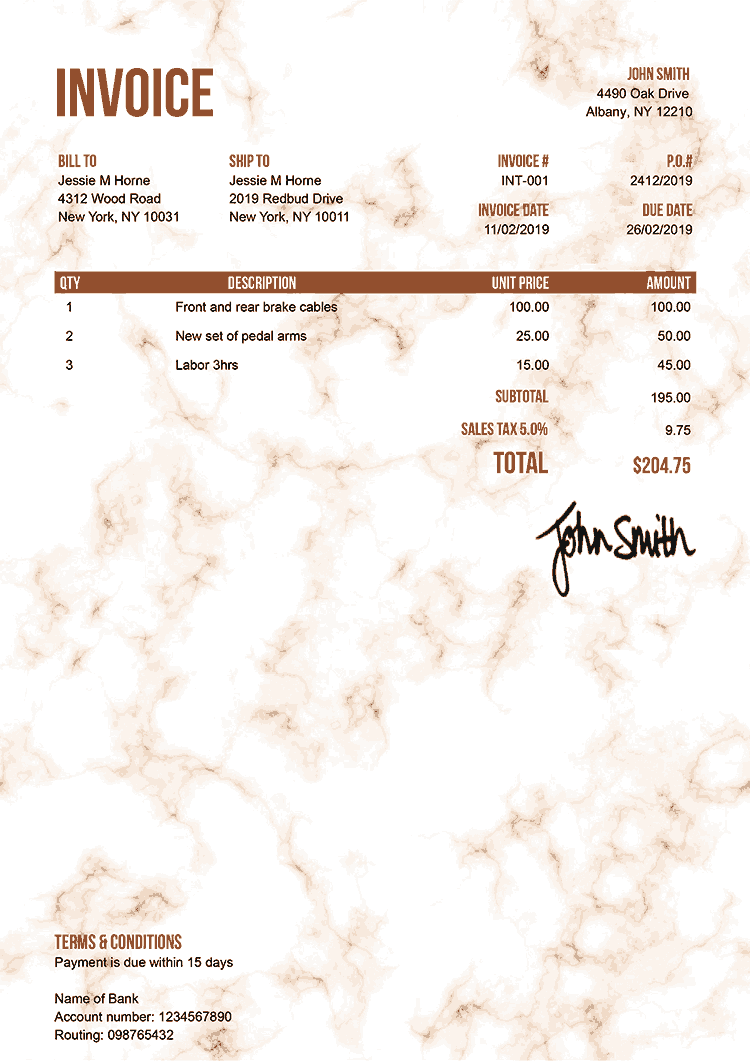 INVOICE
JOHN SMITH
4490 Oak Drive
Albany, NY 12210
BILL TO
Jessie M Horne
4312 Wood Road
New York, NY 10031
SHIP TO
Jessie M Horne
2019 Redbud Drive
New York, NY 10011
INVOICE # P.O.#
INT-001 2412/2019
INVOICE DATE DUE DATE
11/02/2019 26/02/2019
QTY DESCRIPTION UNIT PRICE AMOUNT
1 Front and rear brake cables 100.00 100.00
2 New set of pedal arms 25.00 50.00
3 Labor 3hrs 15.00 45.00
SUBTOTAL 195.00
SALES TAX 5.0% 9.75
TOTAL $204.75
John Smith
TERMS & CONDITIONS
Payment is due within 15 days
Name of Bank
Account number: 1234567890
Routing: 098765432